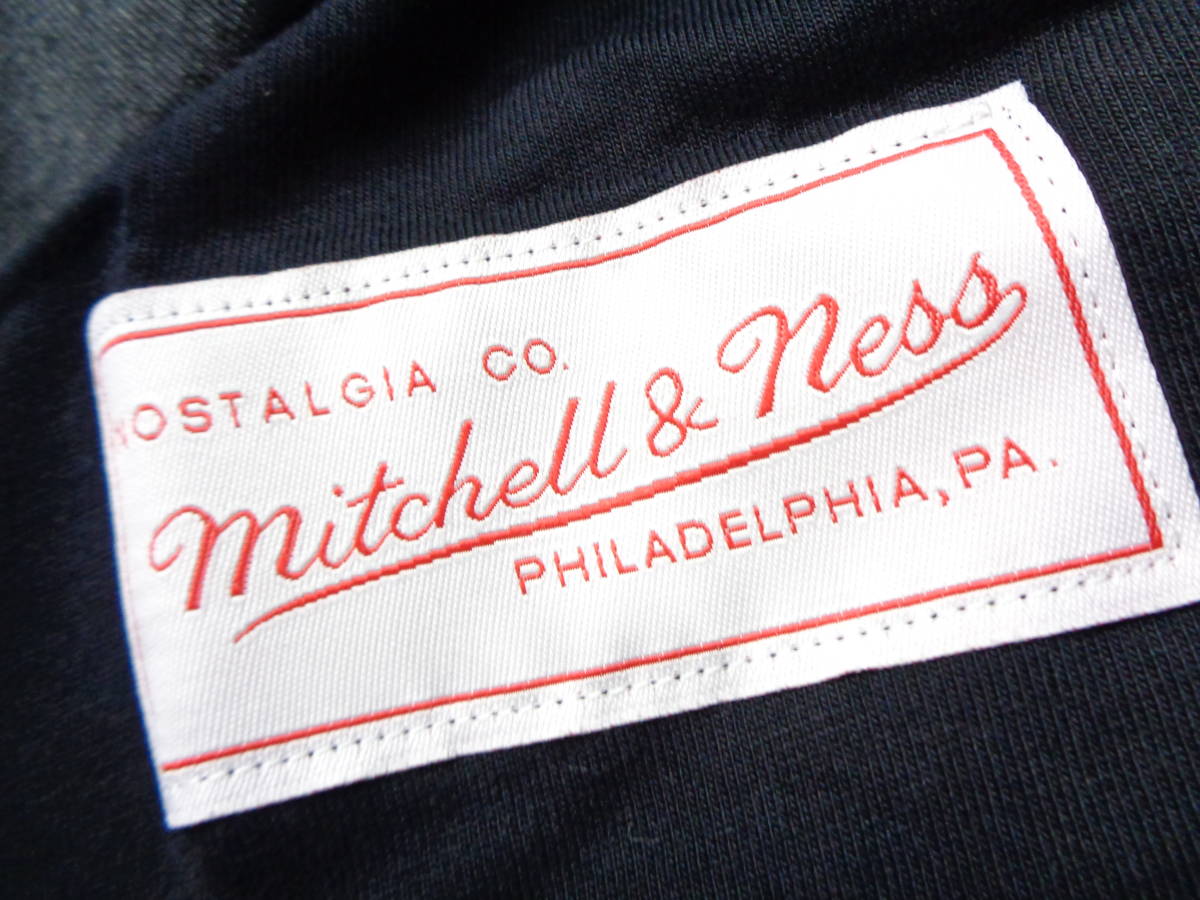 NOSTALGIA CO.
Mitchell & Ness
PHILADELPHIA, PA.